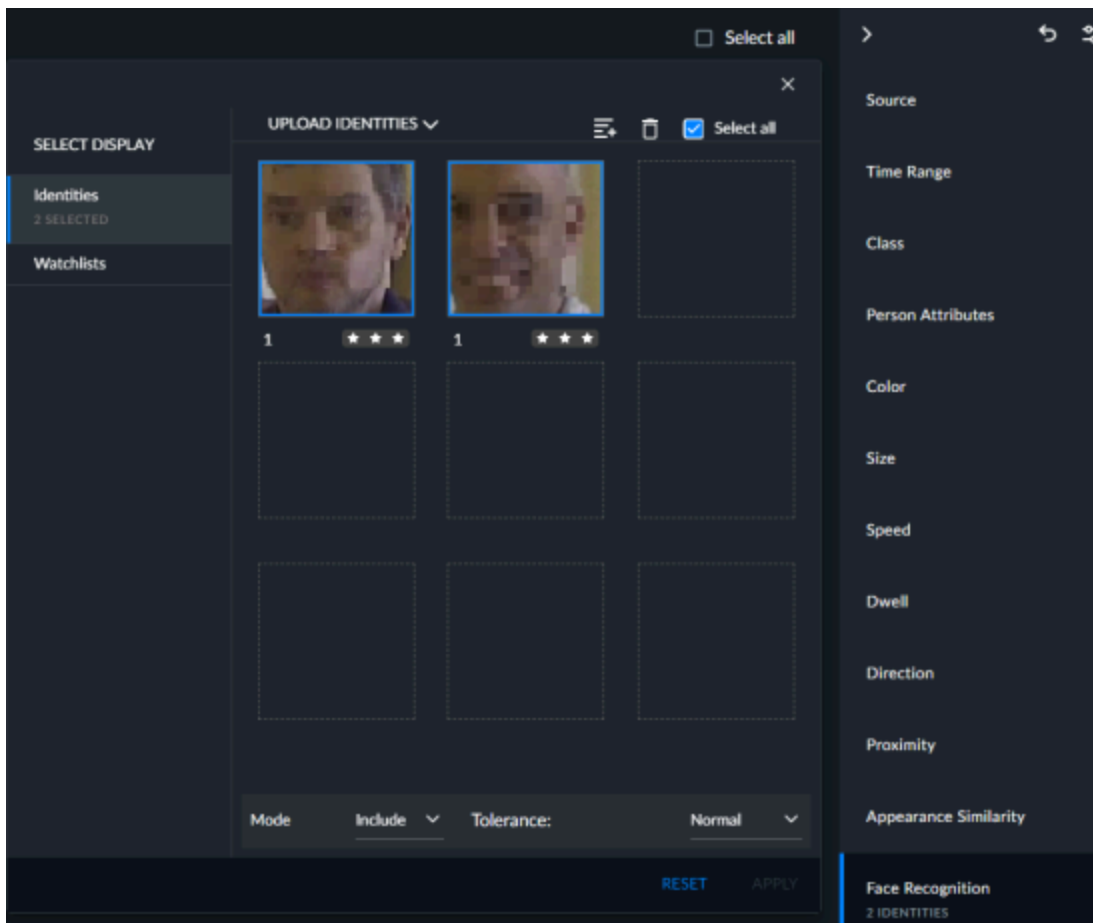 Select all
SELECT DISPLAY
Identities
2 SELECTED
Watchlists
UPLOAD IDENTITIES
Select all
1
1
Mode
Include
Tolerance:
Normal
RESET
APPLY
Source
Time Range
Class
Person Attributes
Color
Size
Speed
Dwell
Direction
Proximity
Appearance Similarity
Face Recognition
2 IDENTITIES